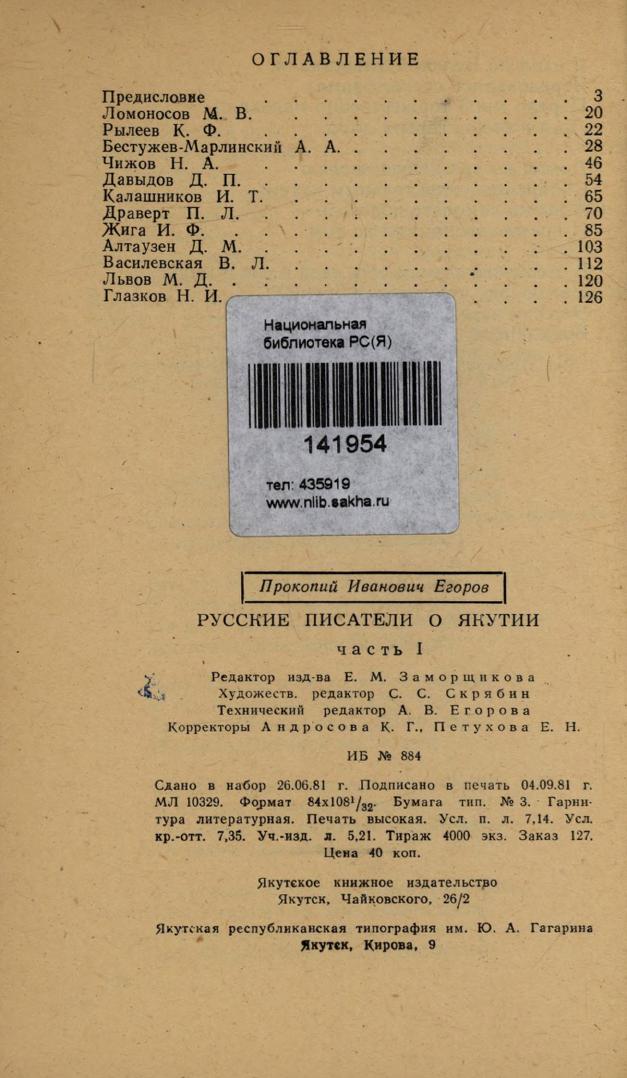 ОГЛАВЛЕНИЕ
Предисловие . . . . . . . . . . . . 3
Ломоносов М. В. . . . . . . . . . . . 20
Рылеев К. Ф. . . . . . . . . . . . . 22
Бестужев-Марлинский А. А. . . . . . . . . . 28
Чижов Н. А. . . . . . . . . . . . . 46
Давыдов Д. П. . . . . . . . . . . . . 54
Калашников И. Т. . . . . . . . . . . . 65
Драверт П. Л. . . . . . . . . . . . . 70
Жига И. Ф. . . . . . . . . . . . . . 85
Алтаузен Д. М. . . . . . . . . . . . 103
Василевская В. Л. . . . . . . . . . . 112
Львов М. Д. . . . . . . . . . . . . 120
Глазков Н. И. . . . . 126
Национальная
библиотека РС(Я)
141954
тел: 435919
www.nlib.sakha.ru
Прокопий Иванович Егоров
РУССКИЕ ПИСАТЕЛИ О ЯКУТИИ
часть I
Редактор изд-ва Е. М. Заморщикова
Художеств. редактор С. С. Скрябин
Технический редактор А. В. Егорова
Корректоры Андросова К. Г., Петухова Е. Н.
ИБ № 884
Сдано в набор 26.06.81 г. Подписано в печать 04.09.81 г.
МЛ 10329. Формат 84х108¹/₃₂. Бумага тип. № 3. Гарни-
тура литературная. Печать высокая. Усл. п. л. 7,14. Усл.
кр.-отт. 7,35. Уч.-изд. л. 5,21. Тираж 4000 экз. Заказ 127.
Цена 40 коп.
Якутское книжное издательство
Якутск, Чайковского, 26/2
Якутская республиканская типография им. Ю. А. Гагарина
Якутск, Кирова, 9